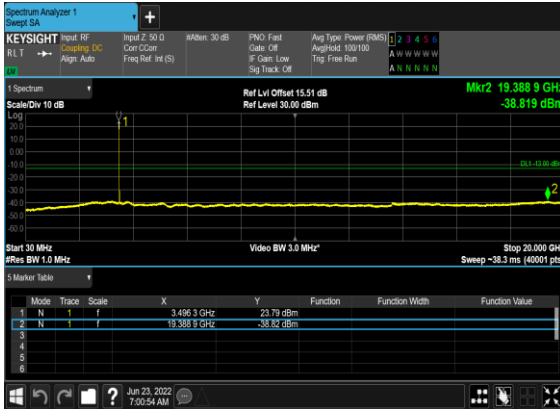 Spectrum Analyzer 1
Swept SA
+
KEYSIGHT Input: RF Input Z: 50 Ω #Atten: 30 dB PNO: Fast Avg Type: Power (RMS) 1 2 3 4 5 6
RLT Coupling: DC Corr CCorr Gate: Off Avg|Hold: 100/100 A W W W W W
Align: Auto Freq Ref: Int (S) IF Gain: Low Trig: Free Run
Sig Track: Off A N N N N N
1 Spectrum Ref Lvl Offset 15.51 dB Mkr2 19.388 9 GHz
Scale/Div 10 dB Ref Level 30.00 dBm -38.819 dBm
Log
20.0
10.0
0.00
-10.0
-20.0
-30.0
-40.0
-50.0
-60.0
1
DL1 -13.00 dBm
2
Start 30 MHz Video BW 3.0 MHz* Stop 20.000 GH
#Res BW 1.0 MHz Sweep ~38.3 ms (40001 pts
5 Marker Table
Mode Trace Scale X Y Function Function Width Function Value
1 N 1 f 3.496 3 GHz 23.79 dBm
2 N 1 f 19.388 9 GHz -38.82 dBm
3
4
5
6
? Jun 23, 2022
7:00:54 AM